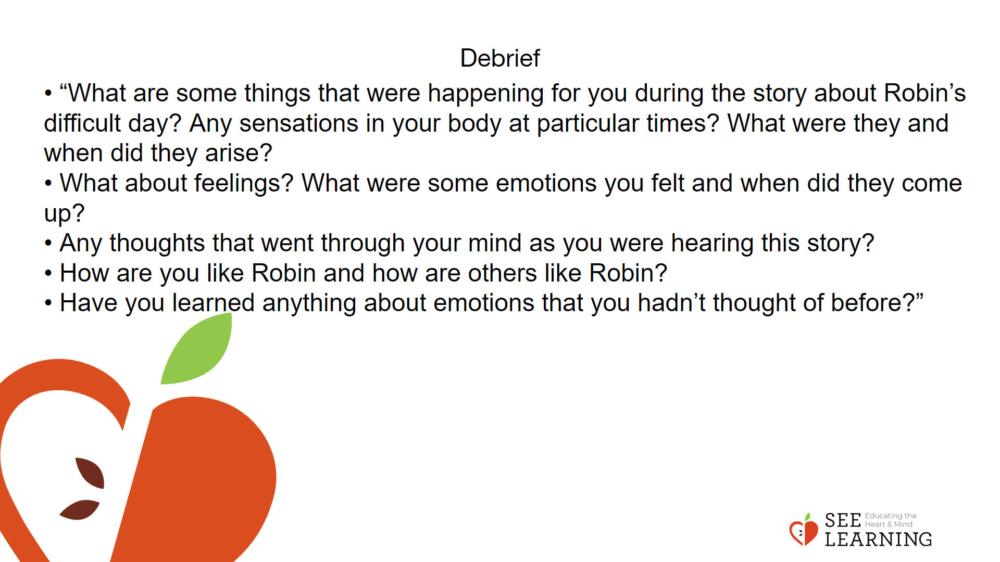 Debrief
• “What are some things that were happening for you during the story about Robin’s
difficult day? Any sensations in your body at particular times? What were they and
when did they arise?
• What about feelings? What were some emotions you felt and when did they come
up?
• Any thoughts that went through your mind as you were hearing this story?
• How are you like Robin and how are others like Robin?
• Have you learned anything about emotions that you hadn’t thought of before?”
SEE Educating the
Heart & Mind
LEARNING